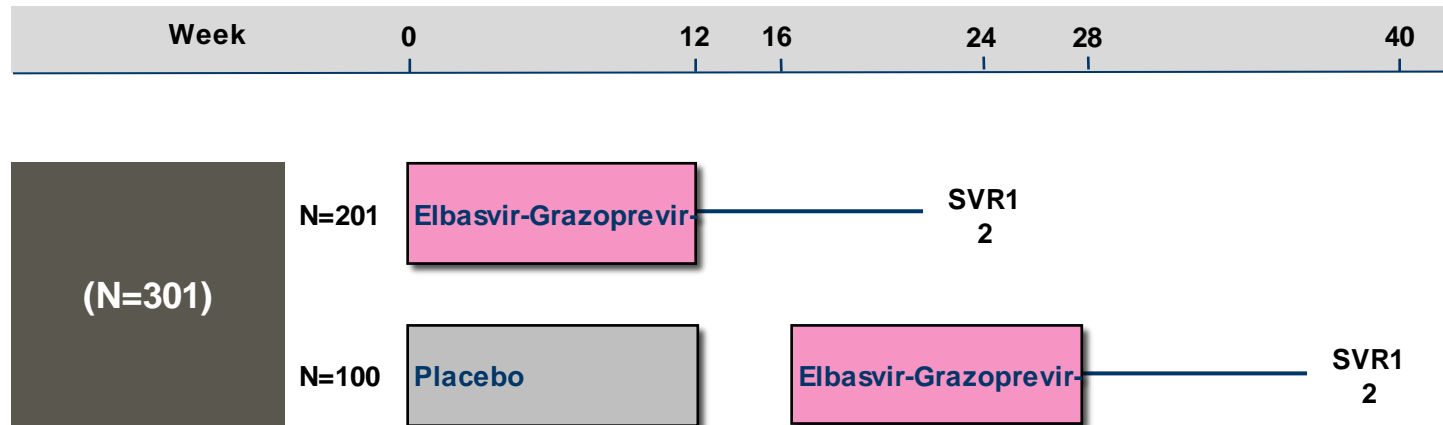 Week 0 12 16 24 28 40
N=201 Elbasvir-Grazoprevir- SVR1
2
(N=301)
N=100 Placebo Elbasvir-Grazoprevir- SVR1
2